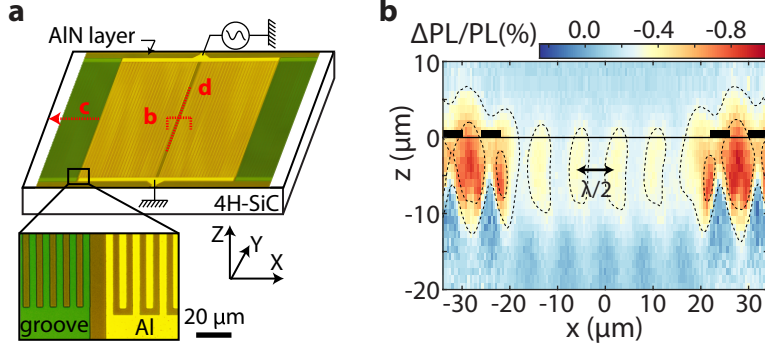 a
AlN layer
d
c
b
4H-SiC
Z
Y
X
groove
Al
20 µm
b
ΔPL/PL(%)
0.0
-0.4
-0.8
10
0
-10
-20
z (µm)
λ/2
-30
-20
-10
0
10
20
30
x (µm)